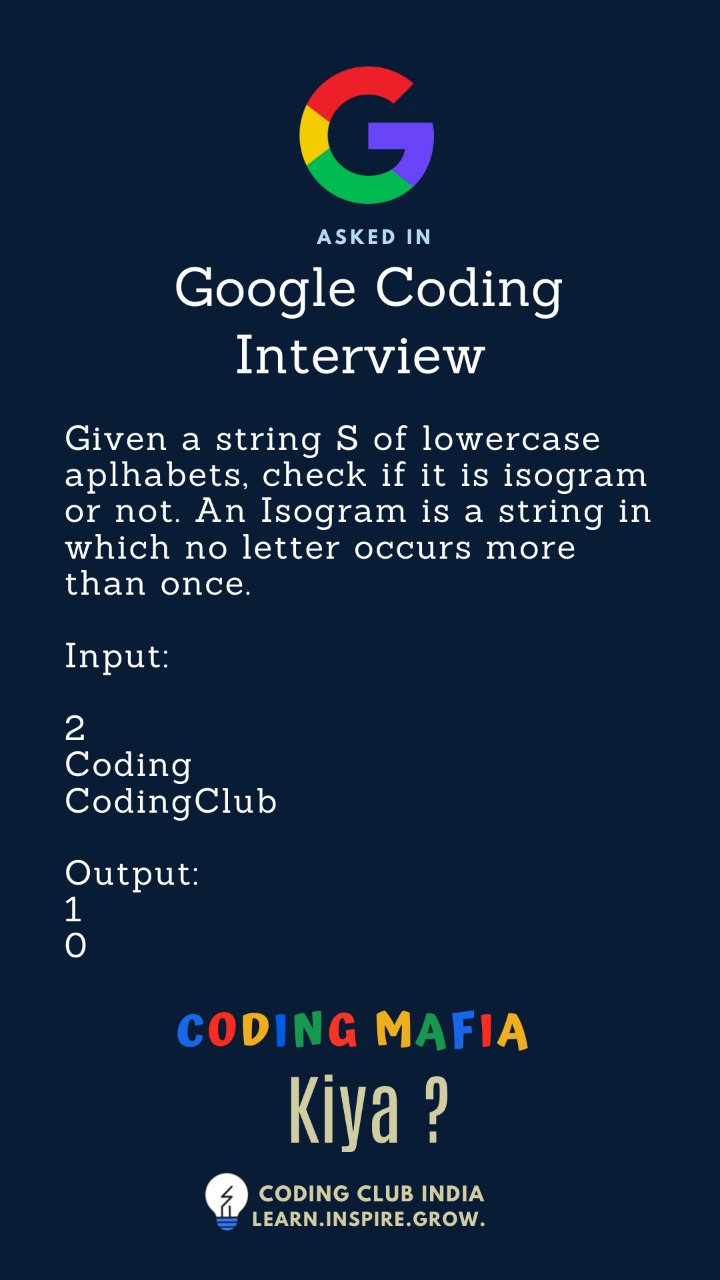 ASKED IN
Google Coding
Interview
Given a string S of lowercase
aplhabets, check if it is isogram
or not. An Isogram is a string in
which no letter occurs more
than once.
Input:
2
Coding
CodingClub
Output:
1
0
CODING MAFIA
Kiya ?
CODING CLUB INDIA
LEARN.INSPIRE.GROW.